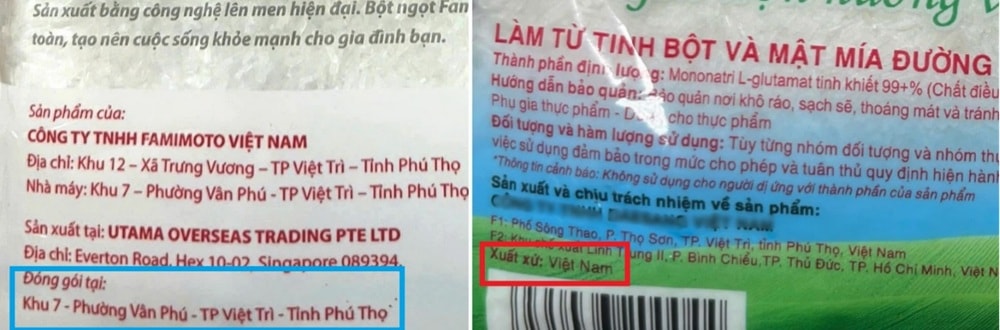 Sản xuất bằng công nghệ lên men hiện đại. Bột ngọt Fam
toàn, tạo nên cuộc sống khỏe mạnh cho gia đình bạn.
Sản phẩm của:
CÔNG TY TNHH FAMIMOTO VIỆT NAM
Địa chỉ: Khu 12 – Xã Trưng Vương – TP Việt Trì – Tỉnh Phú Thọ
Nhà máy: Khu 7 – Phường Vân Phú - TP Việt Trì – Tỉnh Phú Thọ
Sản xuất tại: UTAMA OVERSEAS TRADING PTE LTD
Địa chỉ: Everton Road, Hex 10-02, Singapore 089394.
Đóng gói tại:
Khu 7 - Phường Vân Phú - TP Việt Trì - Tỉnh Phú Thọ
LÀM TỪ TINH BỘT VÀ MẬT MÍA ĐƯỜNG
Thành phần định lượng: Mononatri L-glutamat tinh khiết 99+% (Chất điều
Hướng dẫn bảo quản: Bảo quản nơi khô ráo, sạch sẽ, thoáng mát và tránh
Phụ gia thực phẩm - Dùng cho thực phẩm
Đối tượng và hàm lượng sử dụng: Tùy từng nhóm đối tượng và nhóm thự
việc sử dụng đảm bảo trong mức cho phép và tuân thủ quy định hiện hành
*Thông tin cảnh báo: Không sử dụng cho người dị ứng với thành phần của sản phẩm
Sản xuất và chịu trách nhiệm về sản phẩm:
F1: Phố Sông Thao, P. Thọ Sơn, TP. Việt Trì, tỉnh Phú Thọ, Việt Nam
F2: Khu chế xuất Linh Trung II, P. Bình Chiểu, TP. Thủ Đức, TP. Hồ Chí Minh, Việt N
Xuất xứ: Việt Nam